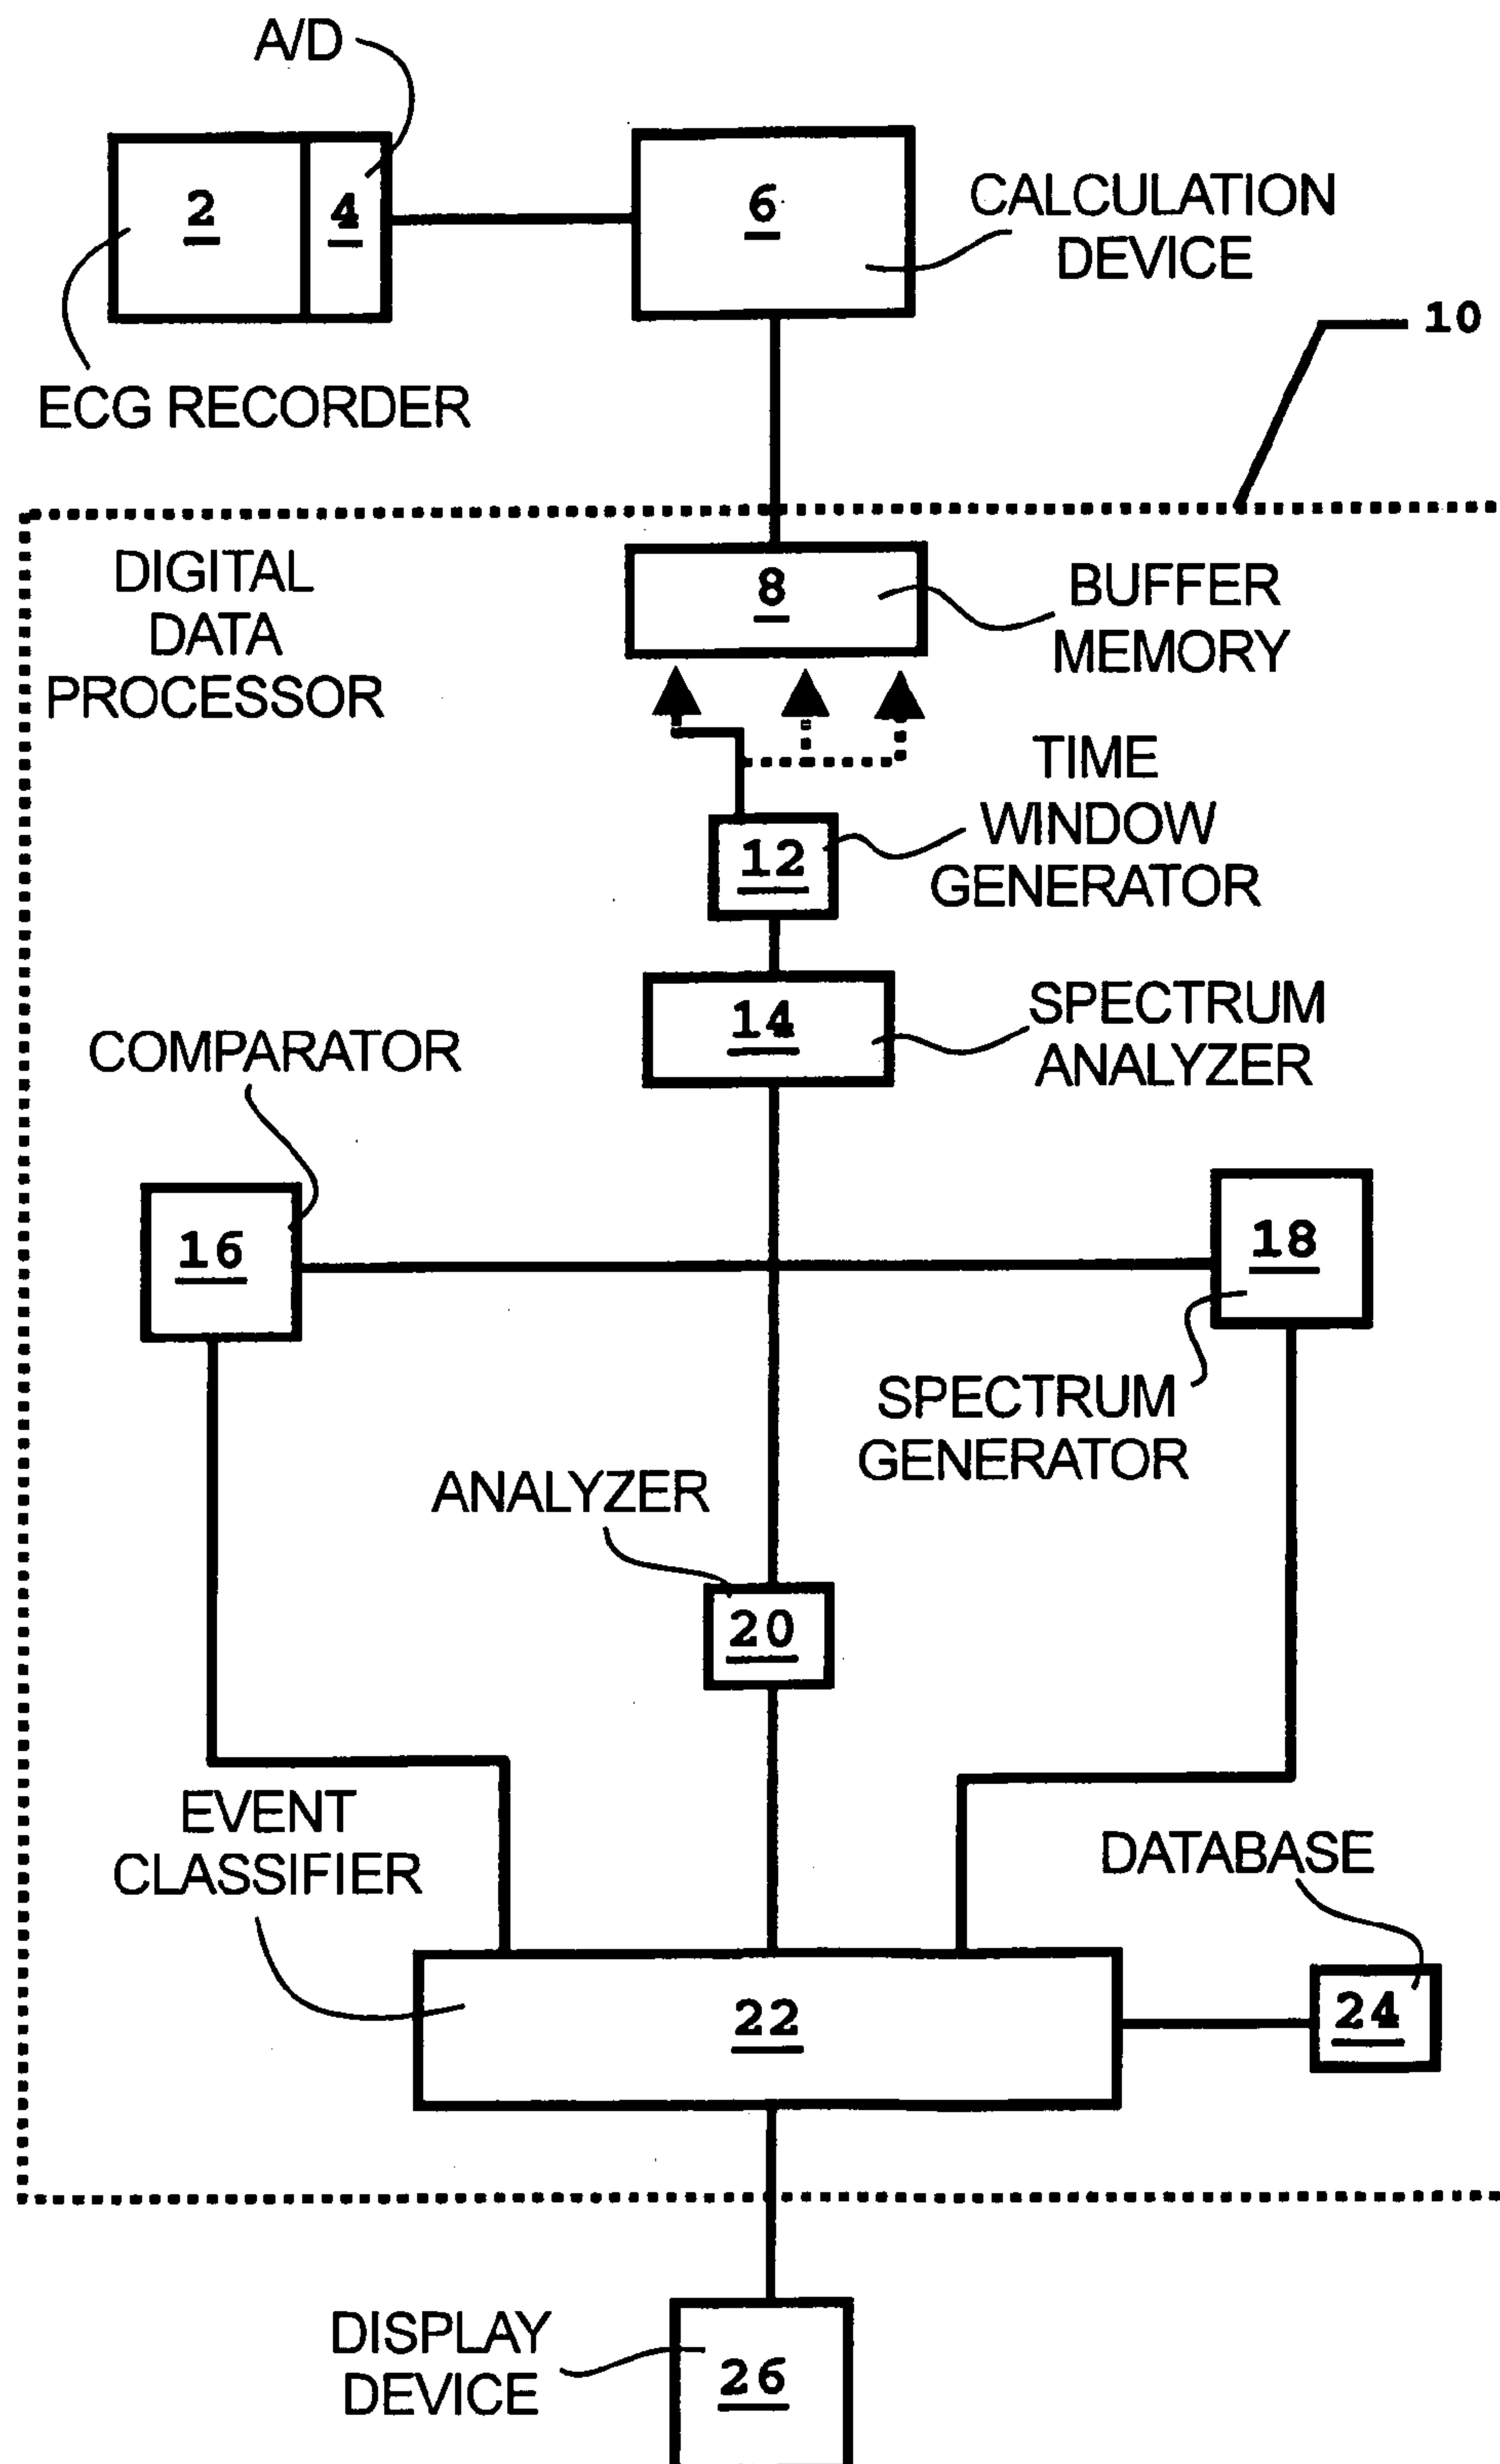 A/D
2
4
6
CALCULATION
DEVICE
10
ECG RECORDER
DIGITAL
DATA
PROCESSOR
8
BUFFER
MEMORY
TIME
WINDOW
GENERATOR
12
14
SPECTRUM
ANALYZER
COMPARATOR
16
18
SPECTRUM
GENERATOR
ANALYZER
20
EVENT
CLASSIFIER
DATABASE
22
24
DISPLAY
DEVICE
26